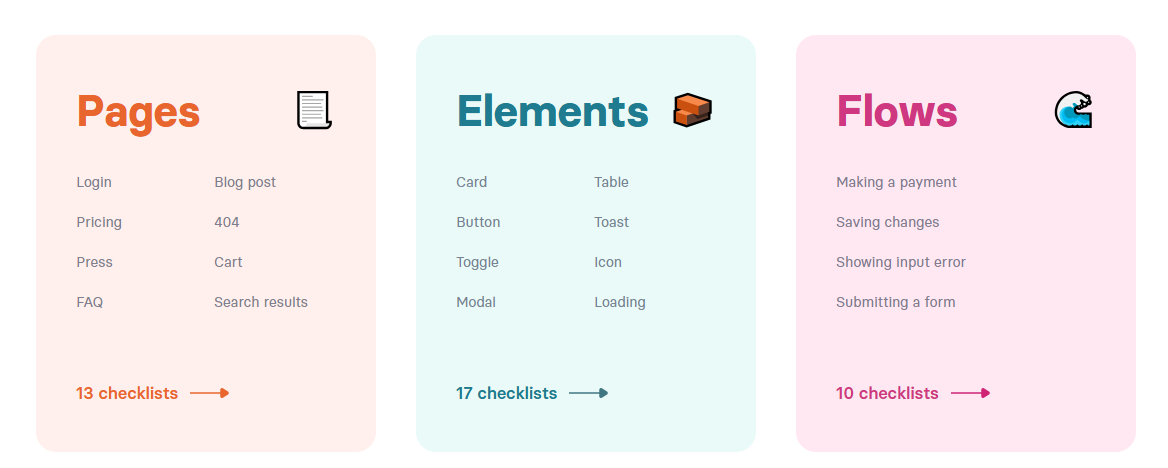 Pages
Login Blog post
Pricing 404
Press Cart
FAQ Search results
13 checklists
Elements
Card Table
Button Toast
Toggle Icon
Modal Loading
17 checklists
Flows
Making a payment
Saving changes
Showing input error
Submitting a form
10 checklists